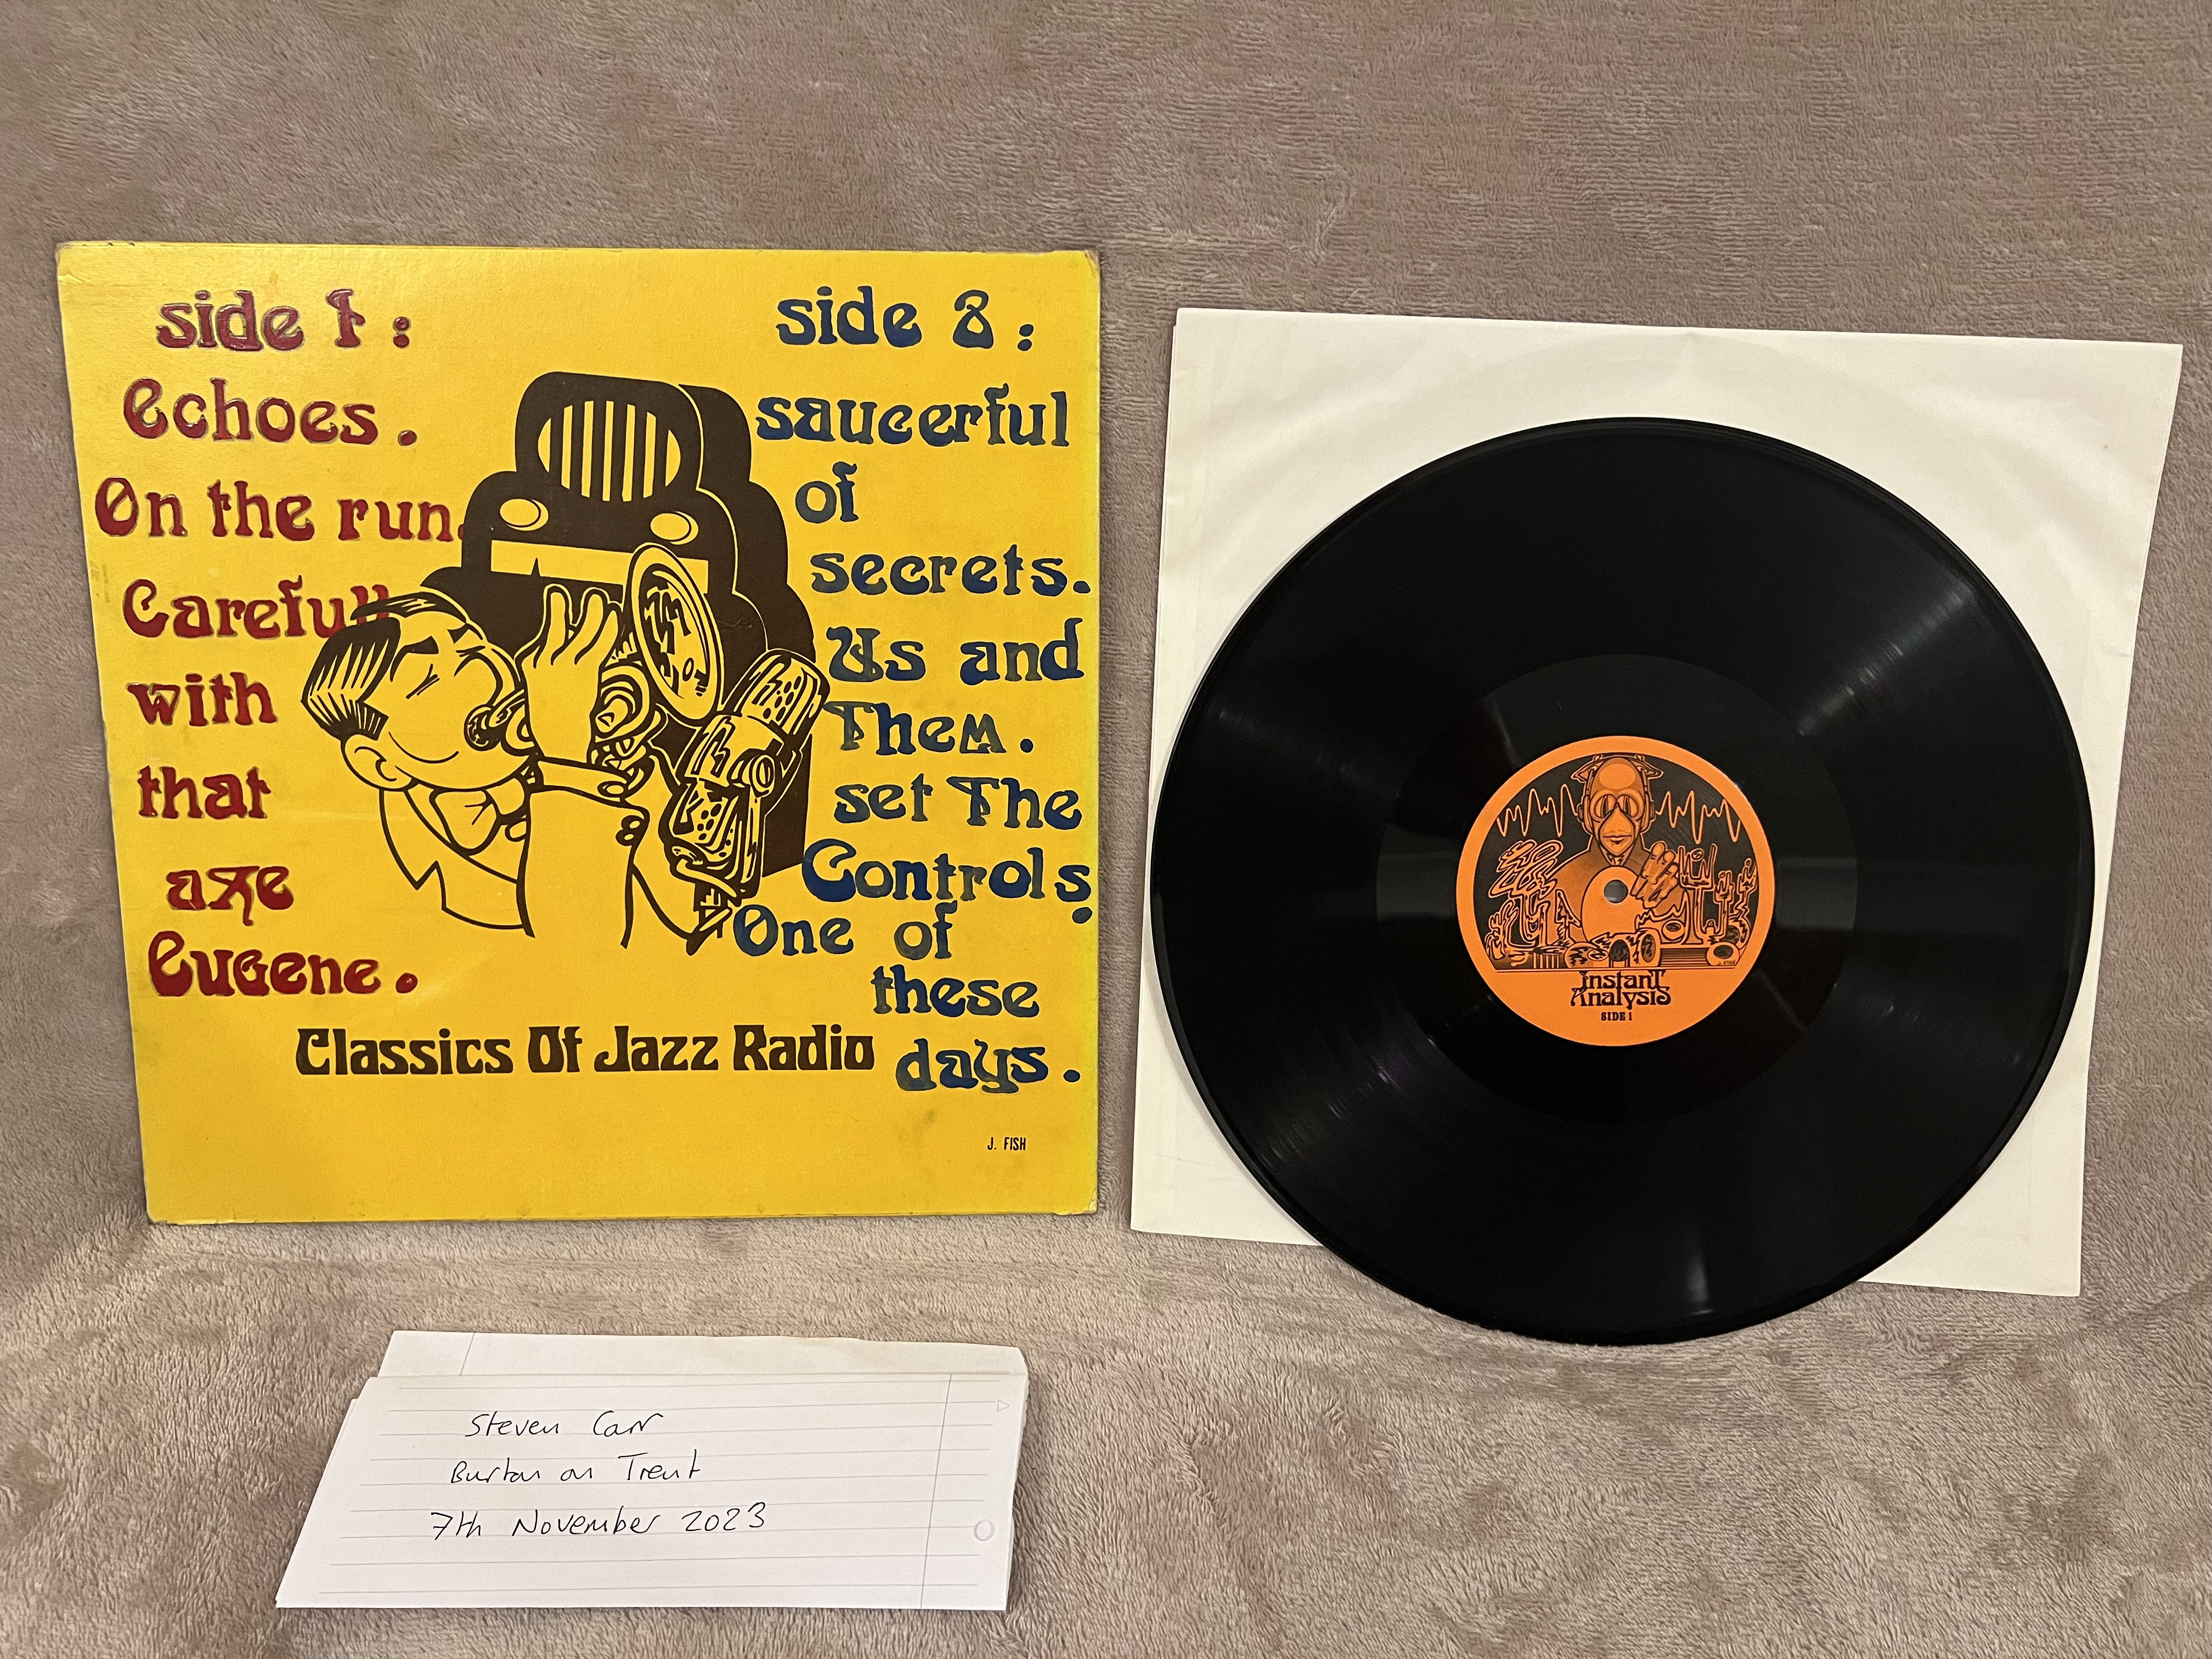 side 1 :
echoes .
On the run.
Carefull
with
that
axe
Eugene .
side 2 :
saucerful
of
secrets.
Us and
Them .
set The
Controls.
One of
these
days .
Classics Of Jazz Radio
J. FISH
J. FISH
Instant
Analysis
SIDE 1
Steven Carr
Burton on Trent
7th November 2023